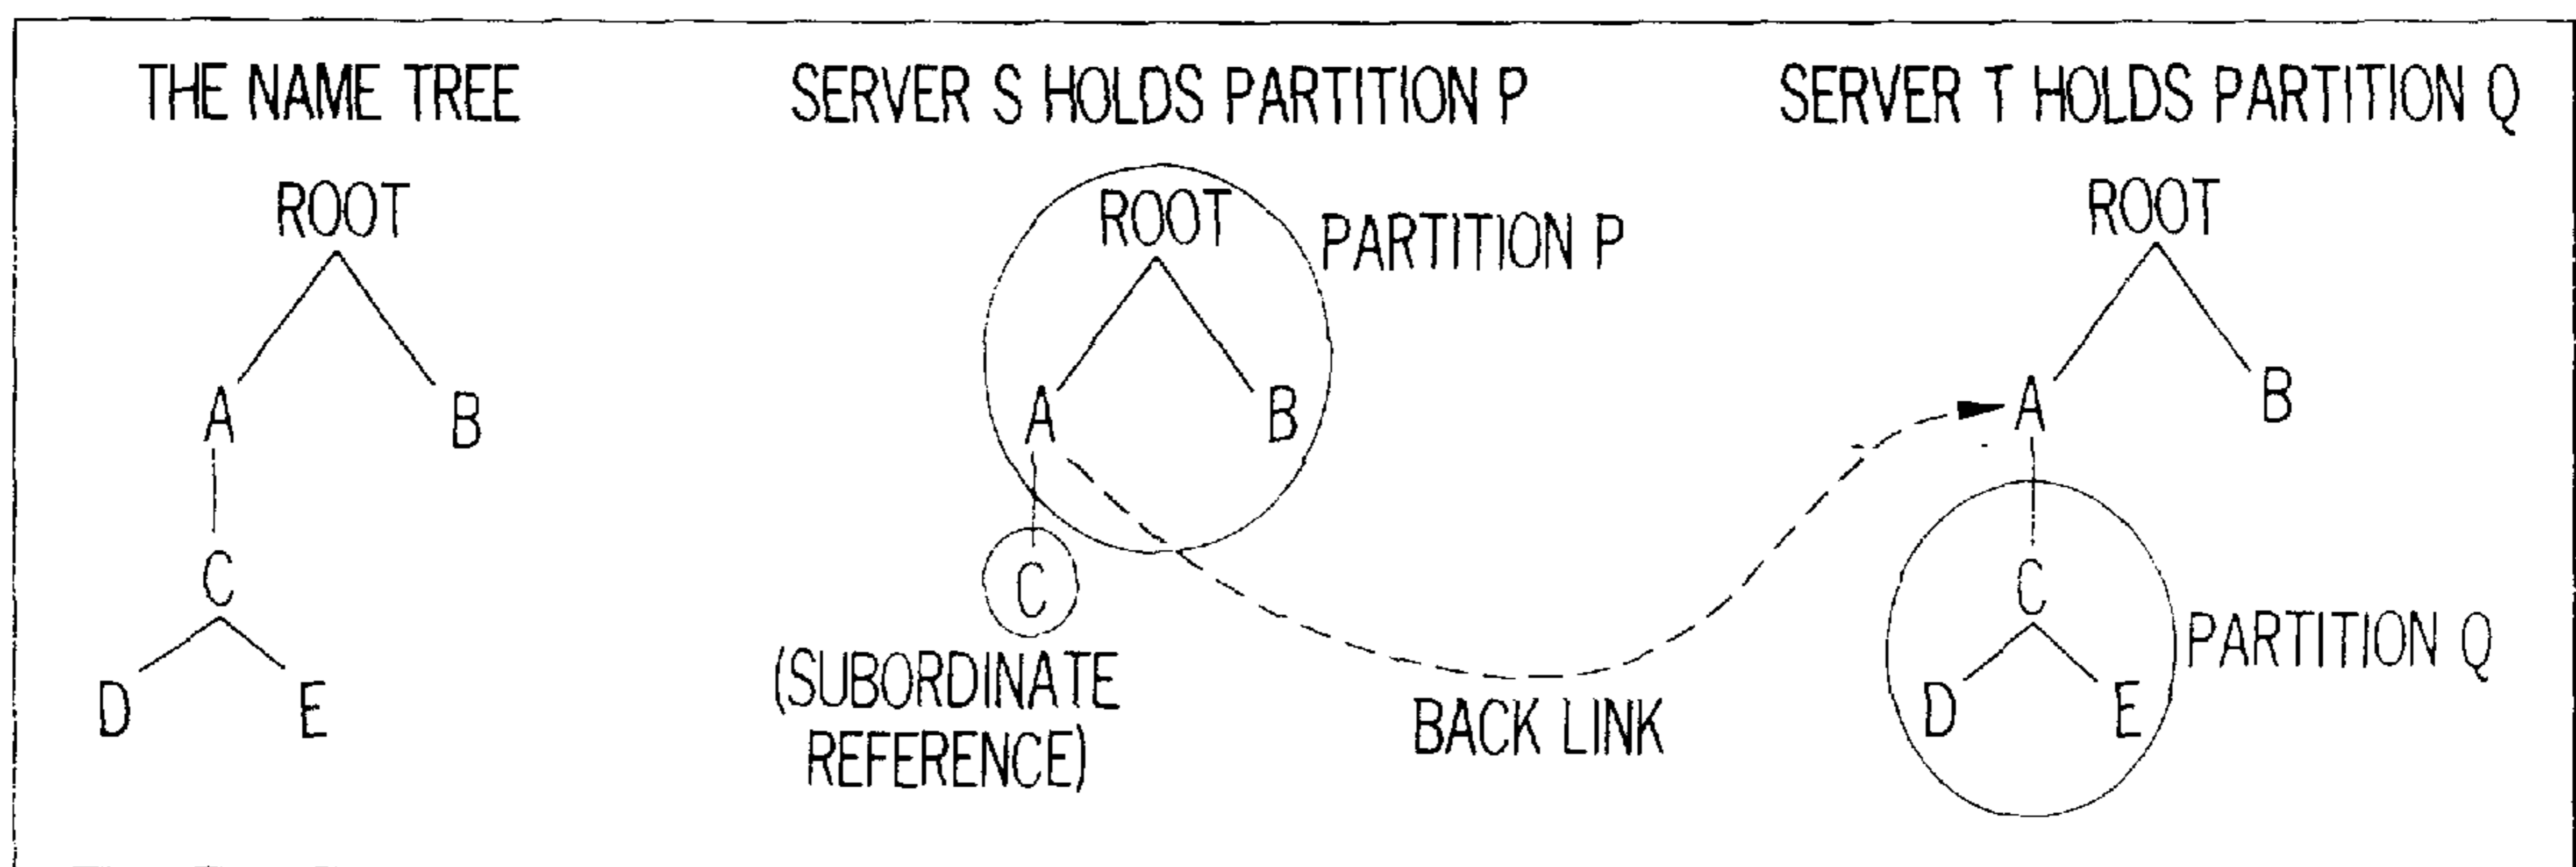 THE NAME TREE
ROOT
A
B
C
D
E
SERVER S HOLDS PARTITION P
ROOT
PARTITION P
A
B
C
(SUBORDINATE
REFERENCE)
BACK LINK
SERVER T HOLDS PARTITION Q
ROOT
A
B
C
PARTITION Q
D
E